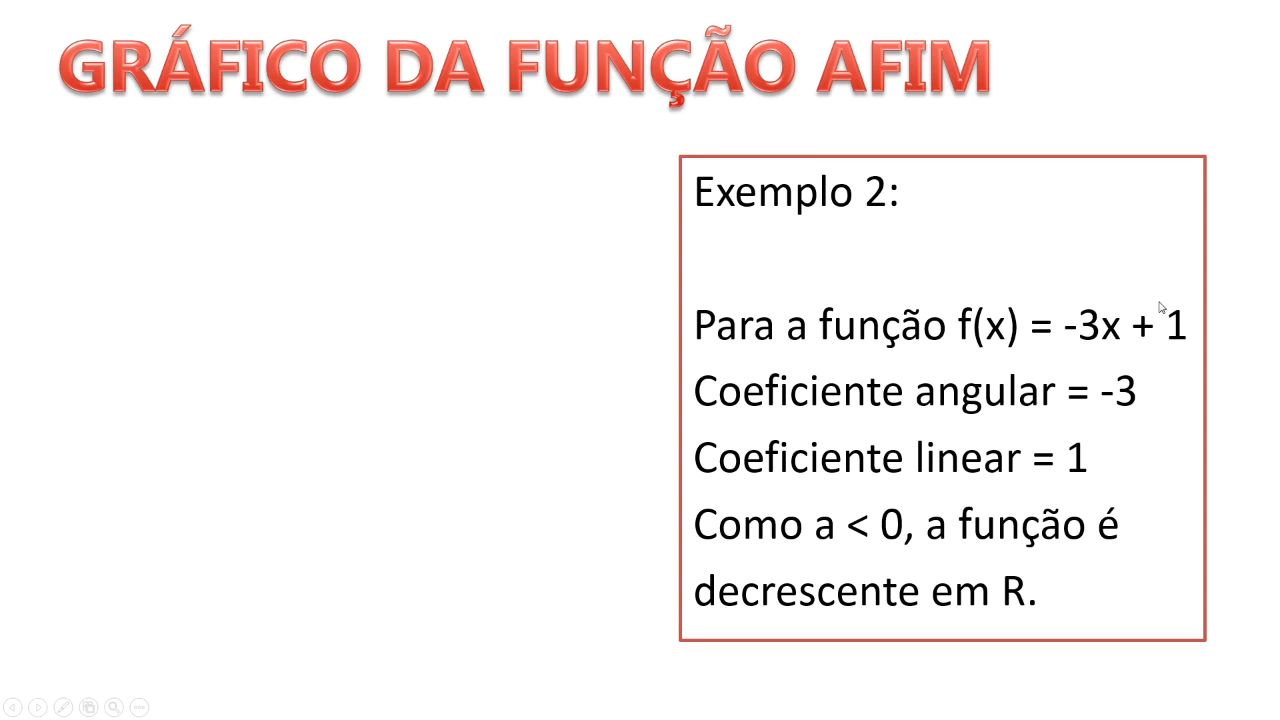 GRÁFICO DA FUNÇÃO AFIM
Exemplo 2:
Para a função f(x) = -3x + 1
Coeficiente angular = -3
Coeficiente linear = 1
Como a < 0, a função é
decrescente em R.